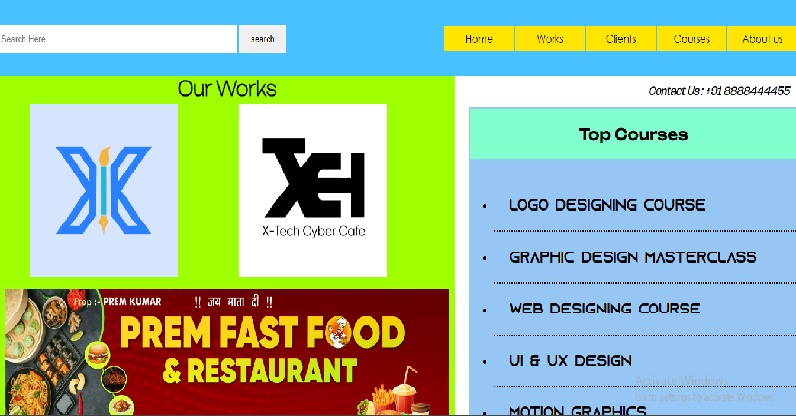 Search Here.
search
Home
Works
Clients
Courses
About us
Our Works
X-Tech Cyber Cafe
Prop :- PREM KUMAR
!! जय माता दी !!
PREM FAST FOOD
& RESTAURANT
Contact Us : +91 8888444455
Top Courses
LOGO DESIGNING COURSE
GRAPHIC DESIGN MASTERCLASS
WEB DESIGNING COURSE
UI & UX DESIGN
Activate Windows
Go to Settings to activate Windows.
MOTION GRAPHICS